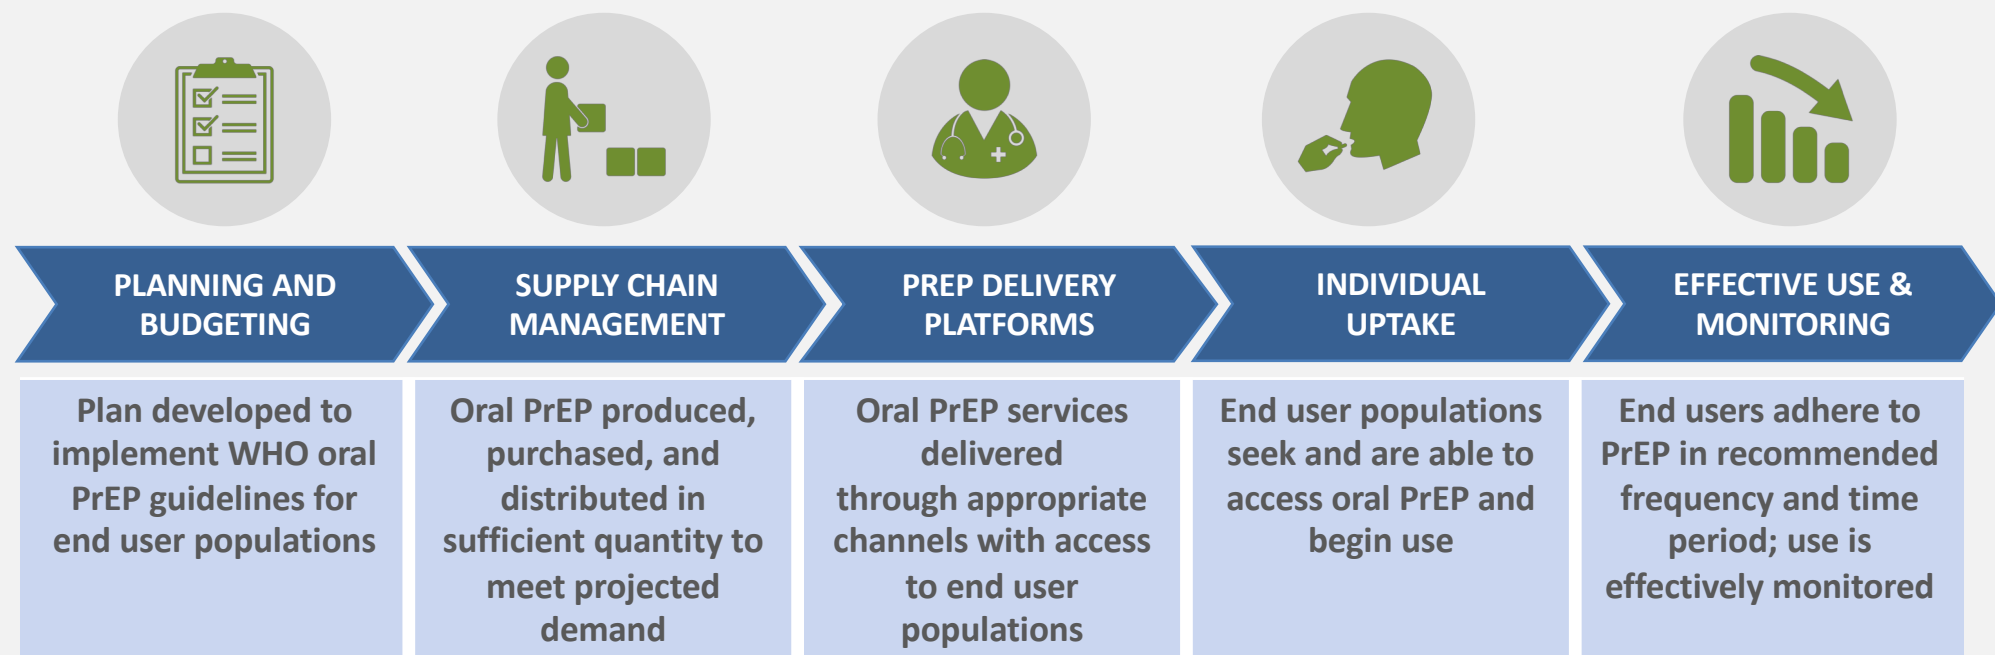 PLANNING AND
BUDGETING
SUPPLY CHAIN
MANAGEMENT
PREP DELIVERY
PLATFORMS
INDIVIDUAL
UPTAKE
EFFECTIVE USE &
MONITORING
Plan developed to
implement WHO oral
PrEP guidelines for
end user populations
Oral PrEP produced,
purchased, and
distributed in
sufficient quantity to
meet projected
demand
Oral PrEP services
delivered
through appropriate
channels with access
to end user
populations
End user populations
seek and are able to
access oral PrEP and
begin use
End users adhere to
PrEP in recommended
frequency and time
period; use is
effectively monitored